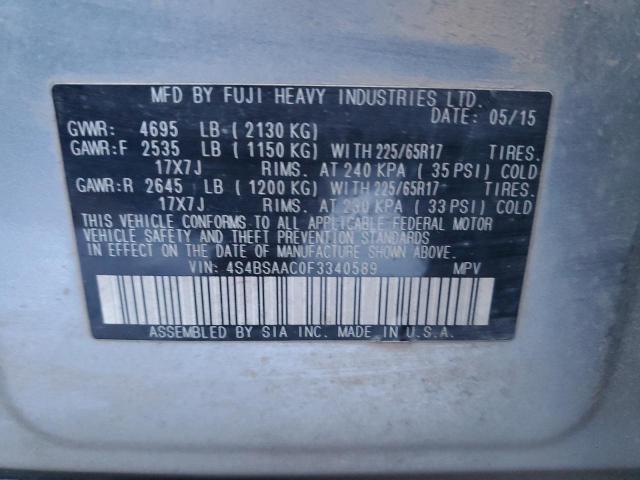 MFD BY FUJI HEAVY INDUSTRIES LTD.
DATE: 05/15
GVWR: 4695 LB ( 2130 KG)
GAWR:F 2535 LB ( 1150 KG) WITH 225/65R17 TIRES.
17X7J RIMS. AT 240 KPA ( 35 PSI) COLD
GAWR:R 2645 LB ( 1200 KG) WITH 225/65R17 TIRES.
17X7J RIMS. AT 230 KPA ( 33 PSI) COLD
THIS VEHICLE CONFORMS TO ALL APPLICABLE FEDERAL MOTOR
VEHICLE SAFETY AND THEFT PREVENTION STANDARDS
IN EFFECT ON THE DATE OF MANUFACTURE SHOWN ABOVE.
VIN: 4S4BSAAC0F3340589 MPV
ASSEMBLED BY SIA INC. MADE IN U.S.A.